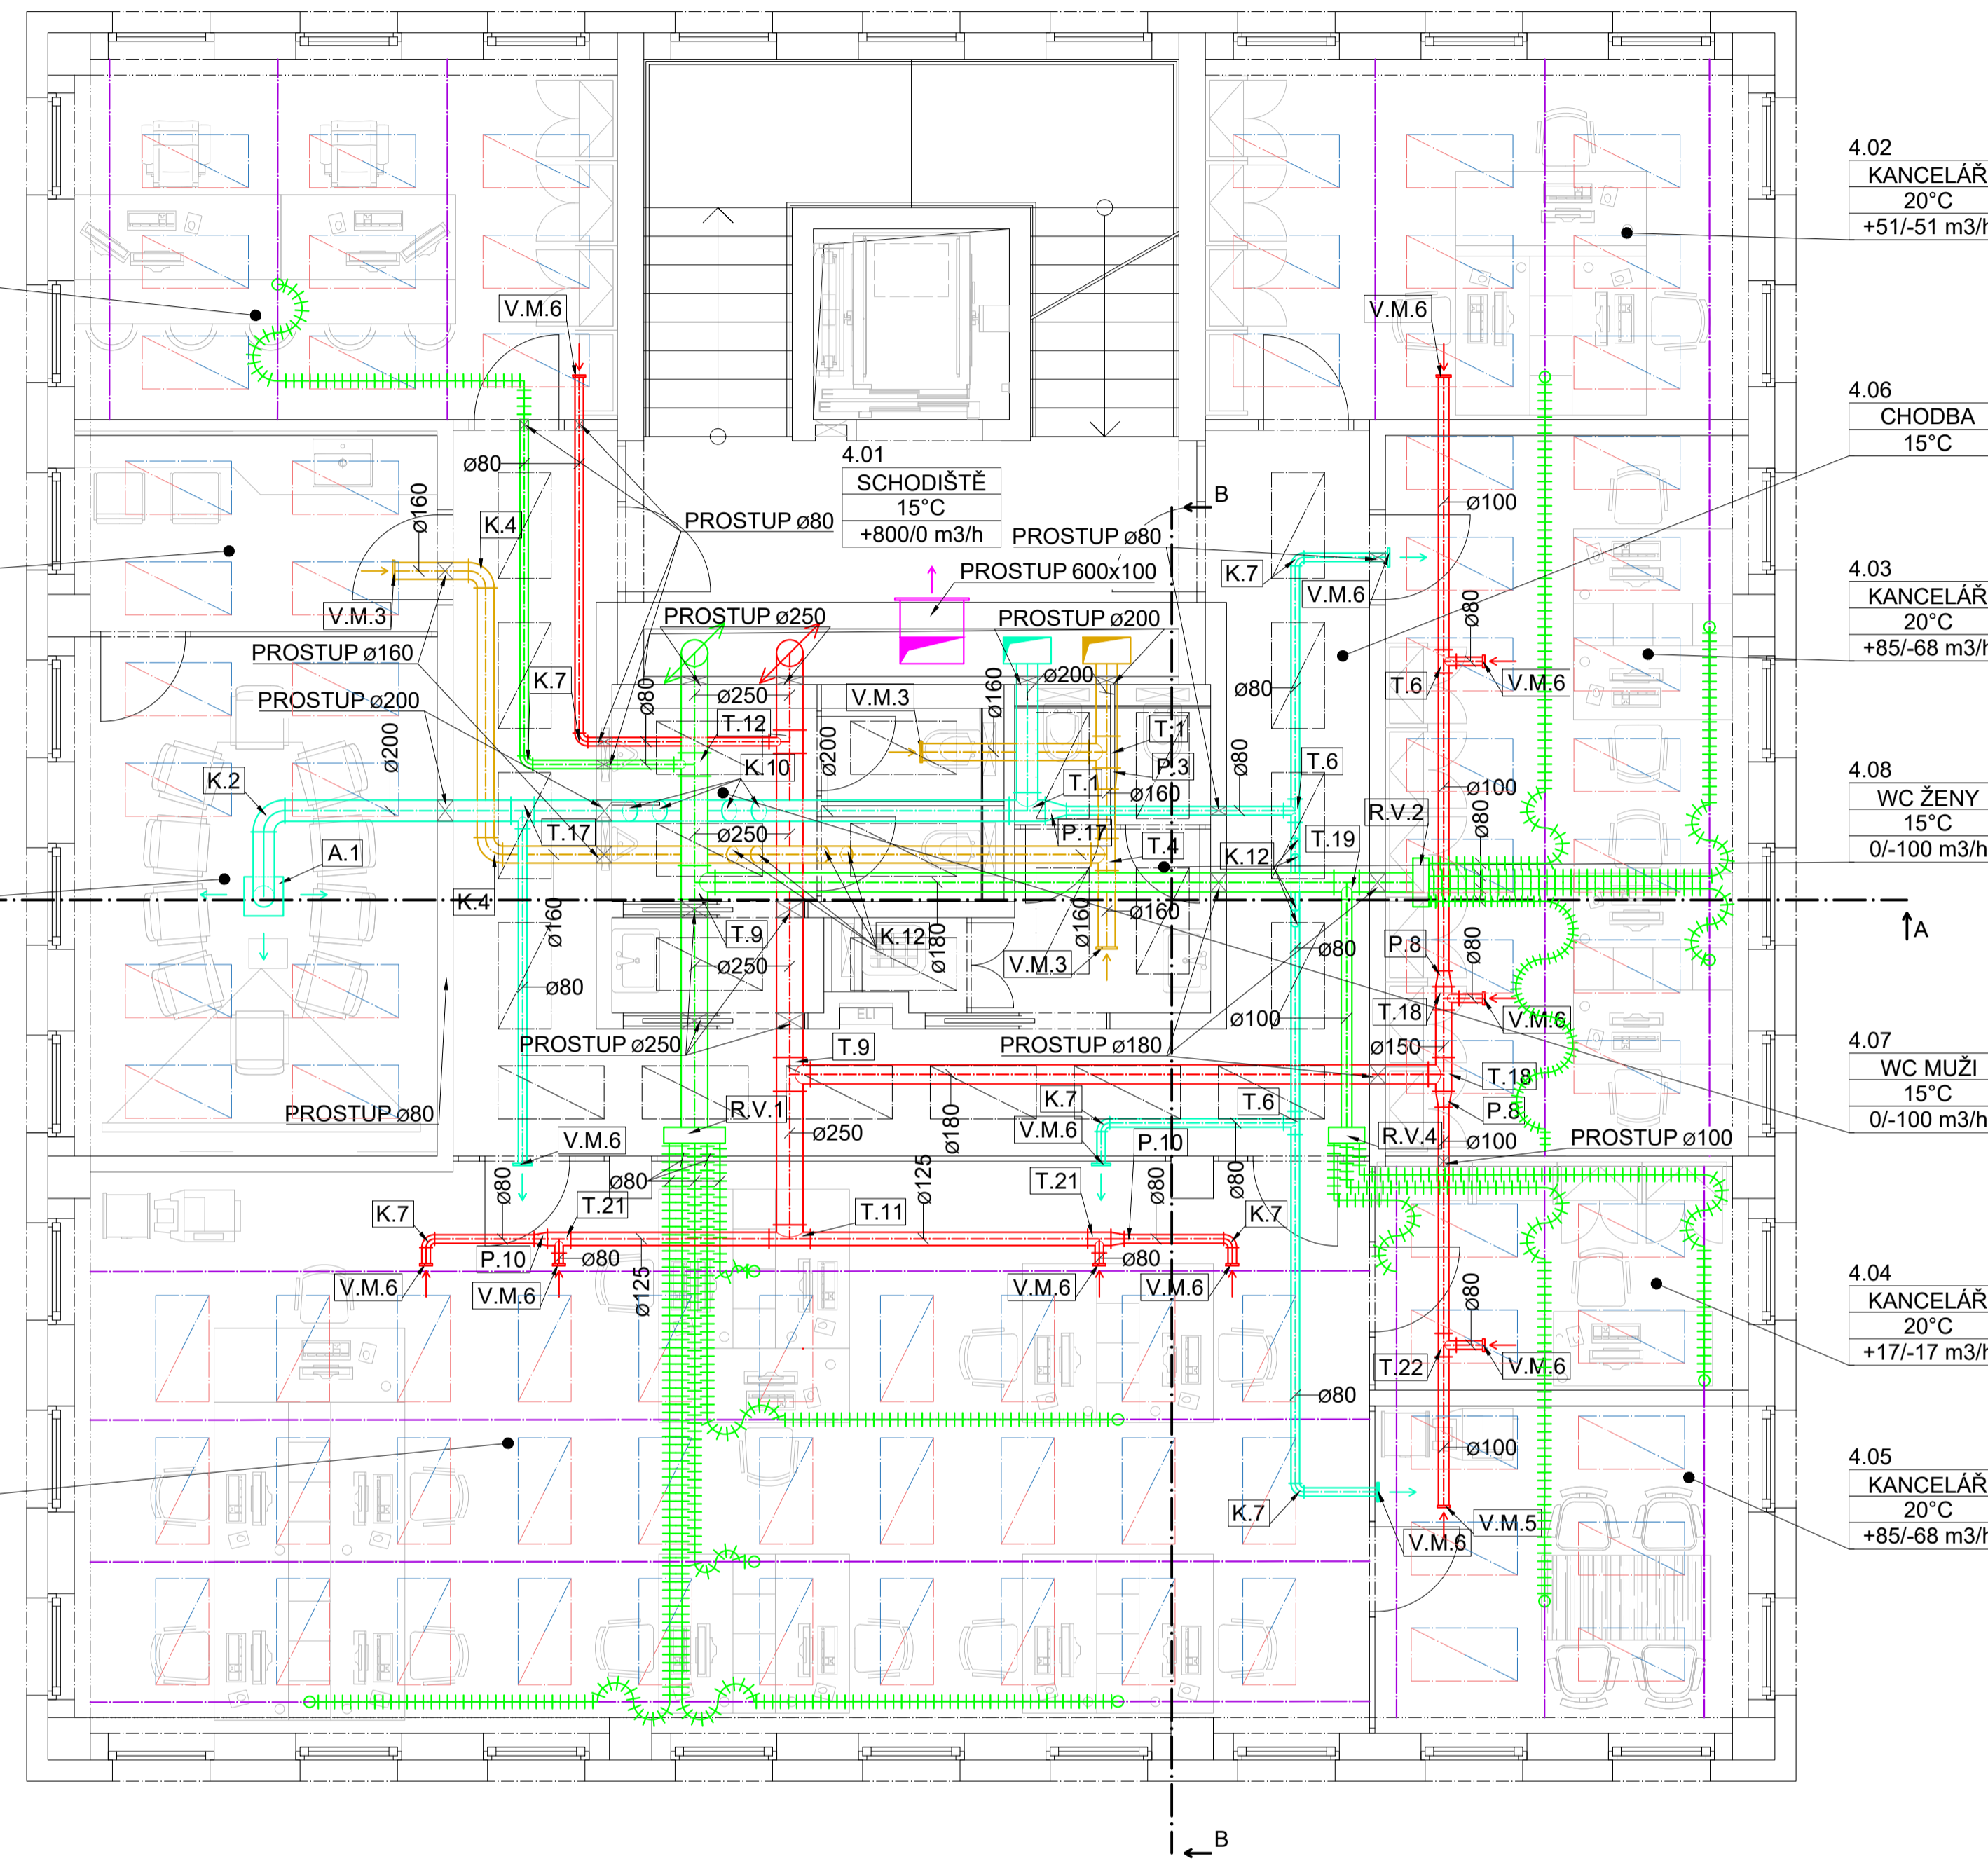 4.02
KANCELÁŘ
20°C
+51/-51 m3/h
V.M.6
V.M.6
4.06
CHODBA
15°C
4.01
SCHODIŠTĚ
15°C
+800/0 m3/h
ø80
ø160
K.4
PROSTUP ø80
B
ø100
PROSTUP ø80
PROSTUP 600x100
K.7
V.M.6
4.03
KANCELÁŘ
20°C
+85/-68 m3/h
V.M.3
PROSTUP ø250
PROSTUP ø200
ø80
PROSTUP ø160
K.7
ø80
ø250
V.M.3
ø160
ø200
ø80
T.6
V.M.6
PROSTUP ø200
T.12
T.1
ø200
K.2
K.10
ø200
T.1
P.3
ø160
ø80
T.6
ø100
4.08
WC ŽENY
15°C
0/-100 m3/h
R.V.2
ø80
A.1
T.17
ø250
P.17
T.4
K.12
T.19
K.4
ø160
T.9
ø180
K.12
ø160
ø160
A
ø250
V.M.3
ø80
P.8
ø80
ø80
T.18
V.M.6
ø100
PROSTUP ø250
ELI
T.9
PROSTUP ø180
ø150
4.07
WC MUŽI
15°C
0/-100 m3/h
T.18
P.8
PROSTUP ø80
R.V.1
K.7
T.6
V.M.6
ø250
ø180
P.10
R.V.4
ø100
PROSTUP ø100
V.M.6
ø80
ø80
T.21
ø125
T.21
ø80
ø80
K.7
T.11
K.7
P.10
ø80
ø80
V.M.6
V.M.6
ø125
V.M.6
V.M.6
4.04
KANCELÁŘ
20°C
+17/-17 m3/h
ø80
T.22
V.M.6
ø80
ø100
4.05
KANCELÁŘ
20°C
+85/-68 m3/h
K.7
V.M.5
V.M.6
B